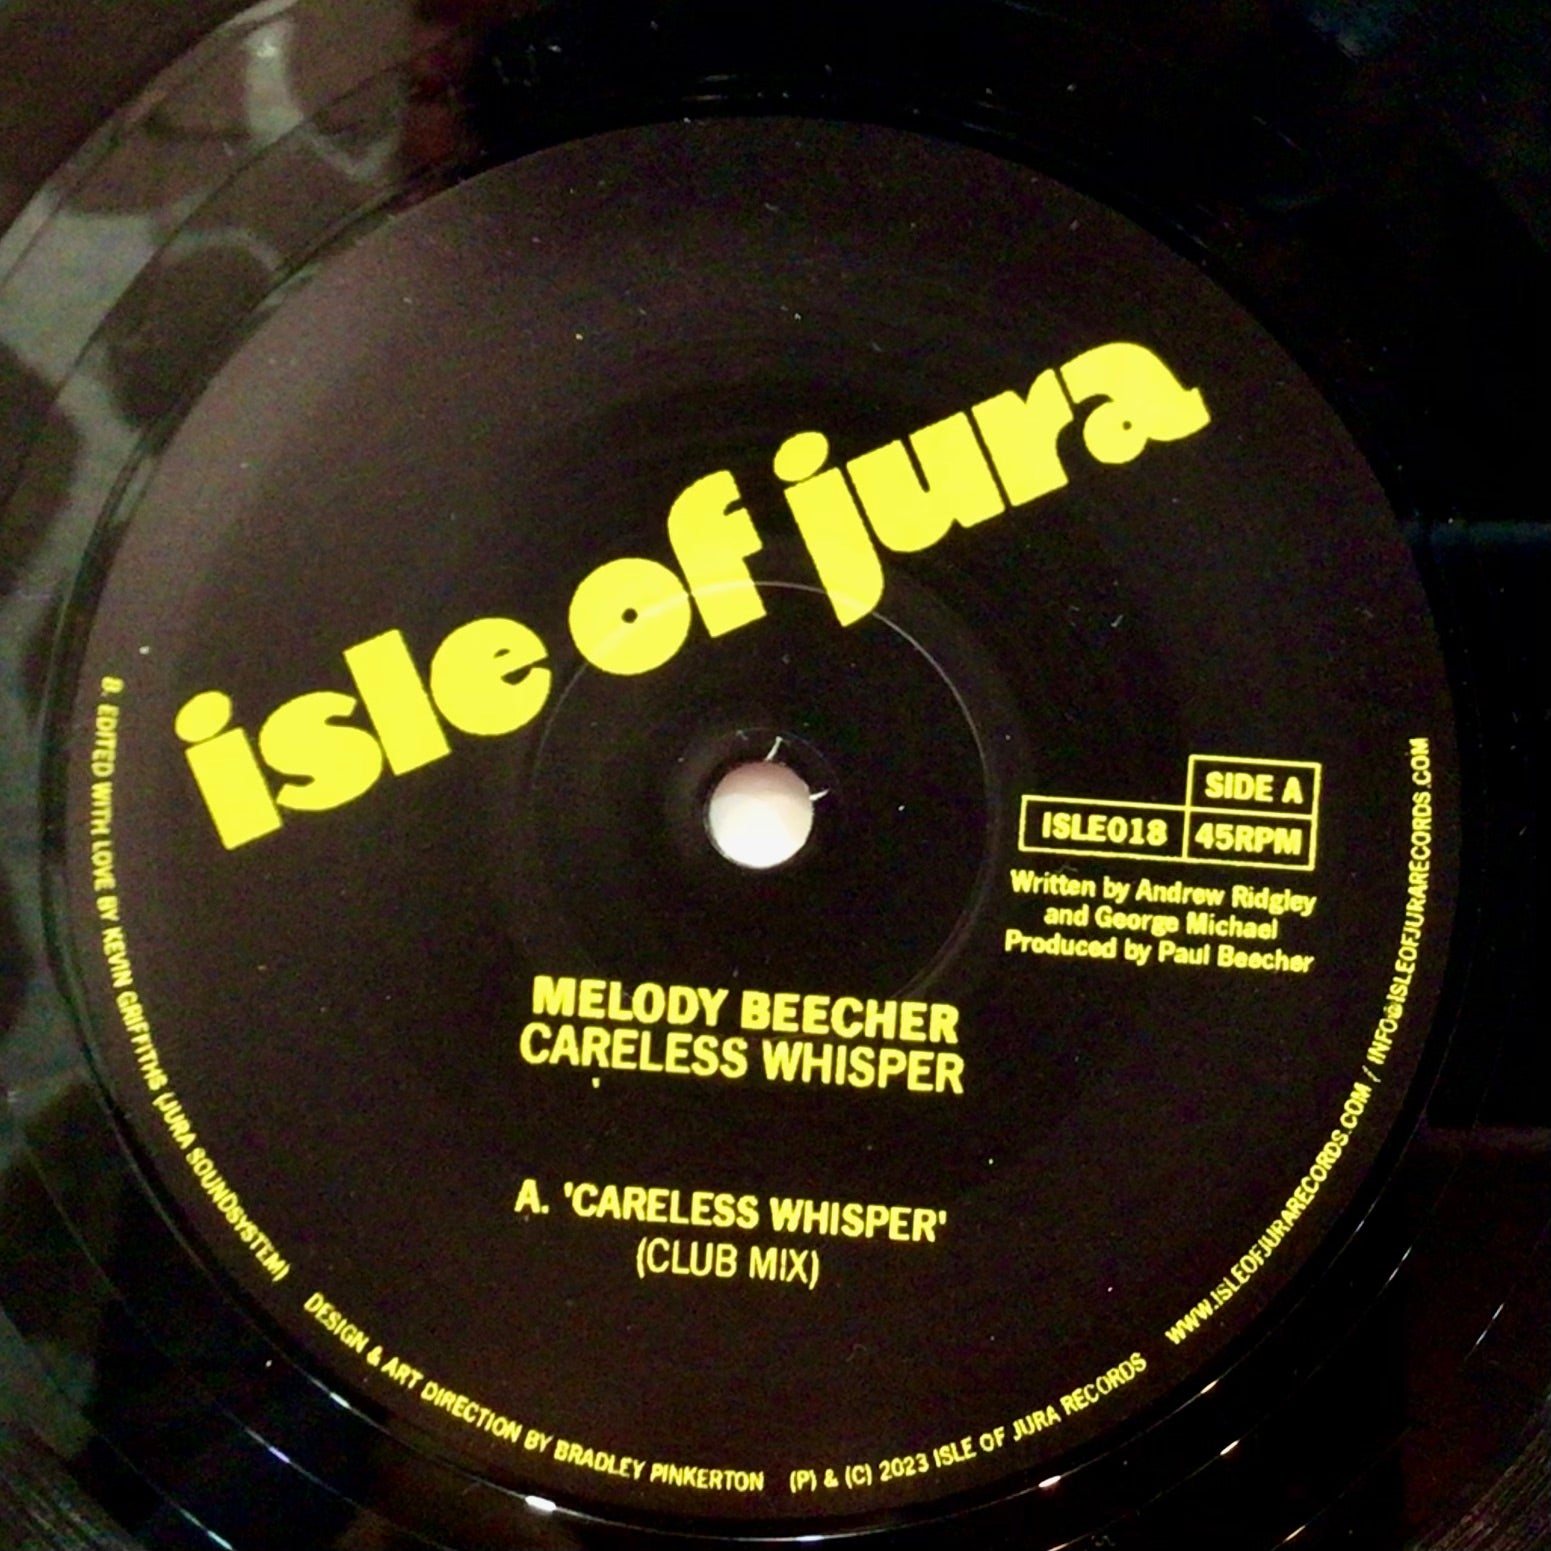 isle of jura
SIDE A
ISLE018 45RPM
Written by Andrew Ridgley
and George Michael
Produced by Paul Beecher
MELODY BEECHER
CARELESS WHISPER
A. 'CARELESS WHISPER'
(CLUB MIX)
B. EDITED WITH LOVE BY KEVIN GRIFFITHS (JURA SOUNDSYSTEM) DESIGN & ART DIRECTION BY BRADLEY PINKERTON (P) & (C) 2023 ISLE OF JURA RECORDS WWW.ISLEOFJURARECORDS.COM / INFO@ISLEOFJURARECORDS.COM